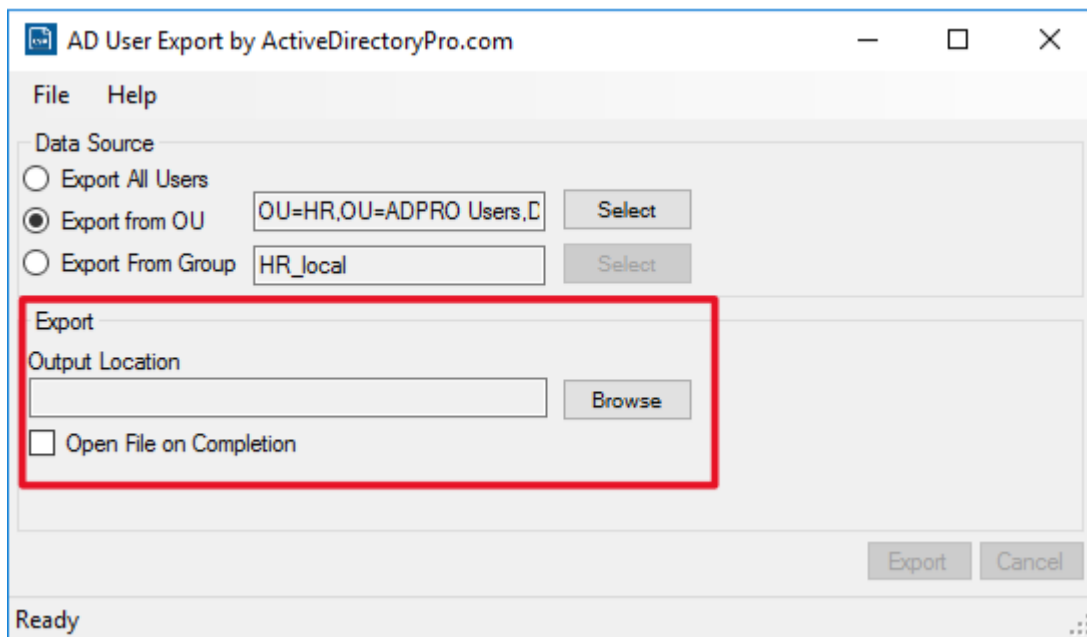 AD User Export by ActiveDirectoryPro.com
File Help
Data Source
Export All Users
Export from OU OU=HR,OU=ADPRO Users,D Select
Export From Group HR_local Select
Export
Output Location
Browse
Open File on Completion
Export Cancel
Ready